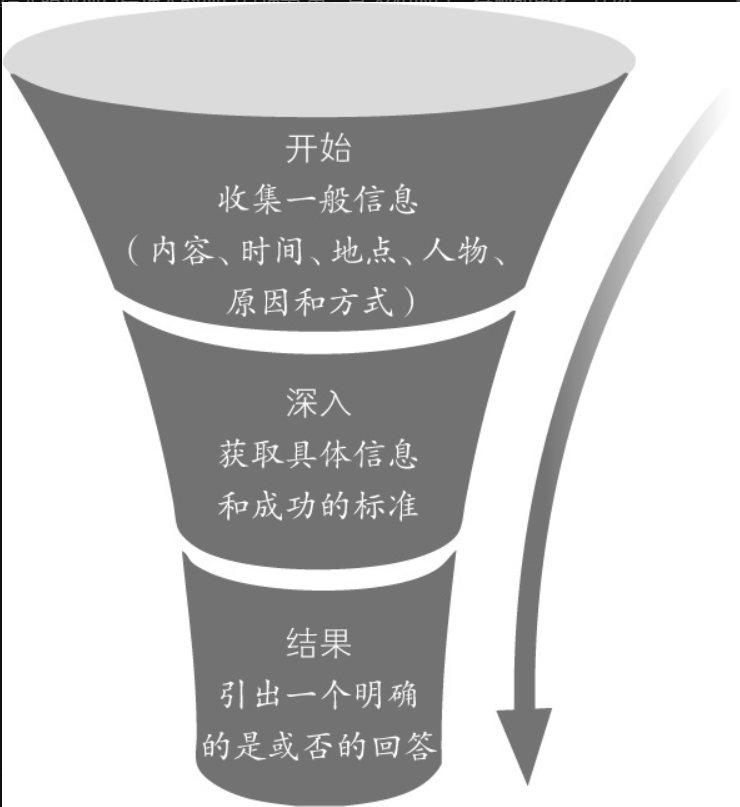 开始
收集一般信息
（内容、时间、地点、人物、
原因和方式）
深入
获取具体信息
和成功的标准
结果
引出一个明确
的是或否的回答